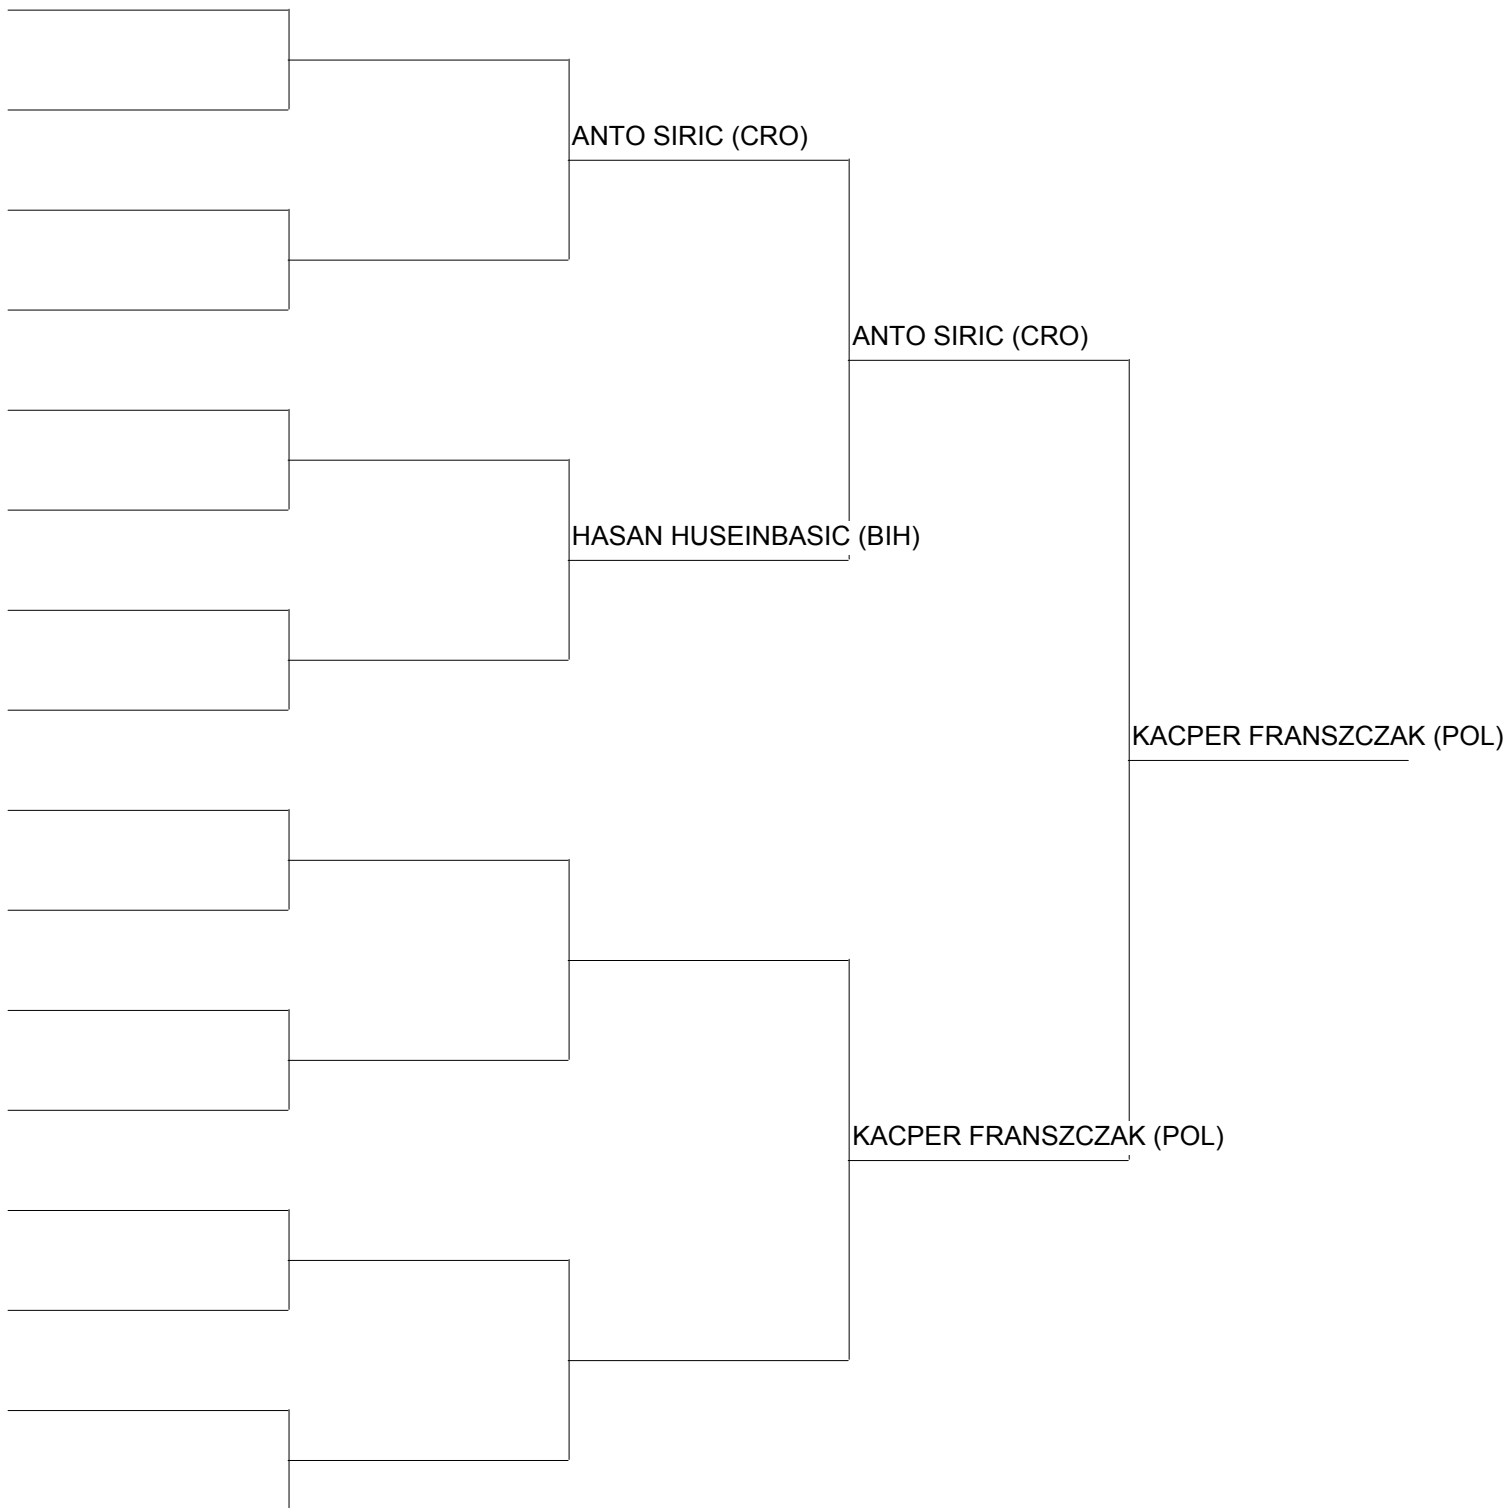 ANTO SIRIC (CRO)
ANTO SIRIC (CRO)
HASAN HUSEINBASIC (BIH)
KACPER FRANSZCZAK (POL)
KACPER FRANSZCZAK (POL)